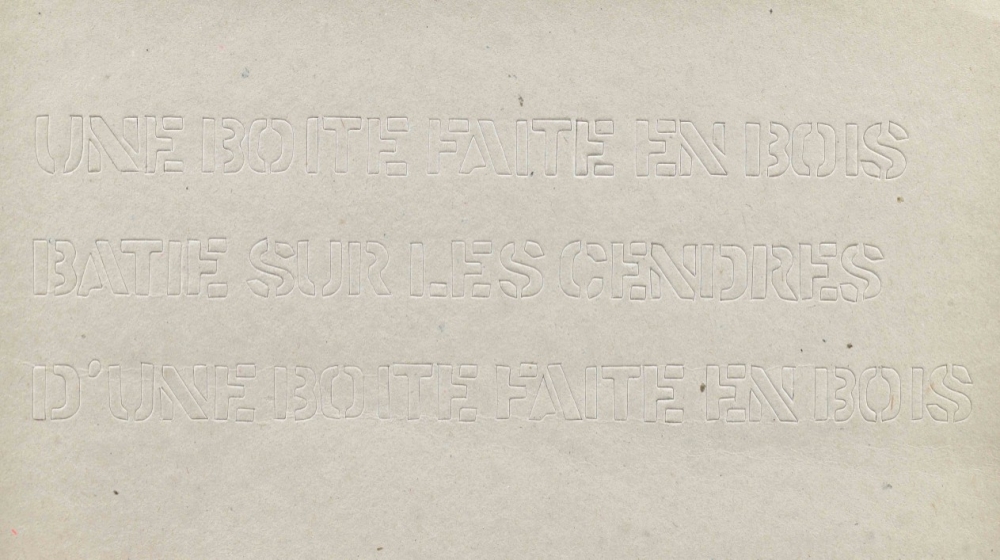 UNE BOITE FAITE EN BOIS
BATIE SUR LES CENDRES
D'UNE BOITE FAITE EN BOIS